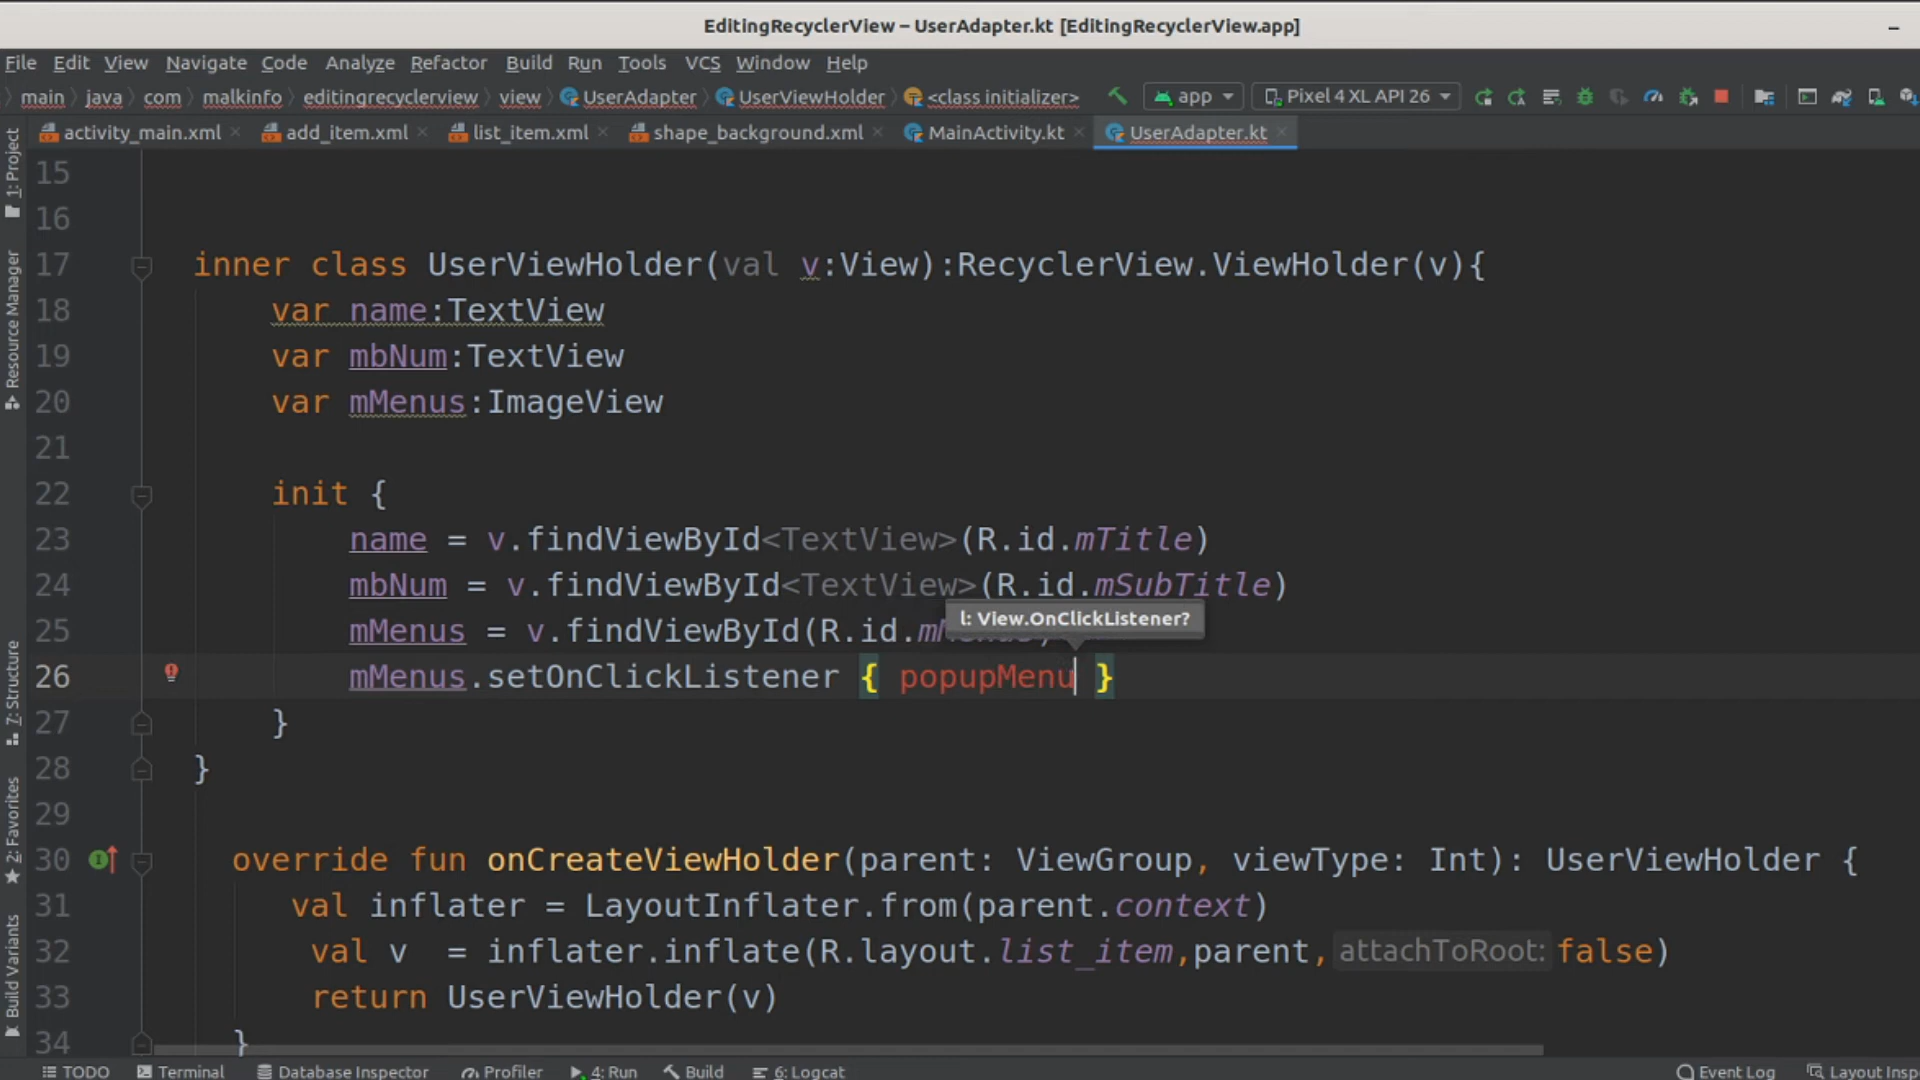 EditingRecyclerView – UserAdapter.kt [EditingRecyclerView.app]
File Edit View Navigate Code Analyze Refactor Build Run Tools VCS Window Help
main java com malkinfo editingrecyclerview view UserAdapter UserViewHolder <class initializer> app Pixel 4 XL API 26
activity_main.xml add_item.xml list_item.xml shape_background.xml MainActivity.kt UserAdapter.kt
1: Project
Resource Manager
7: Structure
2: Favorites
Build Variants
15
16
17 inner class UserViewHolder(val v:View):RecyclerView.ViewHolder(v){
18 var name:TextView
19 var mbNum:TextView
20 var mMenus:ImageView
21
22 init {
23 name = v.findViewById<TextView>(R.id.mTitle)
24 mbNum = v.findViewById<TextView>(R.id.mSubTitle)
l: View.OnClickListener?
25 mMenus = v.findViewById(R.id.
26 mMenus.setOnClickListener { popupMenu }
27 }
28 }
29
30 override fun onCreateViewHolder(parent: ViewGroup, viewType: Int): UserViewHolder {
31 val inflater = LayoutInflater.from(parent.context)
32 val v = inflater.inflate(R.layout.list_item,parent, attachToRoot: false)
33 return UserViewHolder(v)
34 }
TODO Terminal Database Inspector Profiler 4: Run Build 6: Logcat Event Log Layout Insp